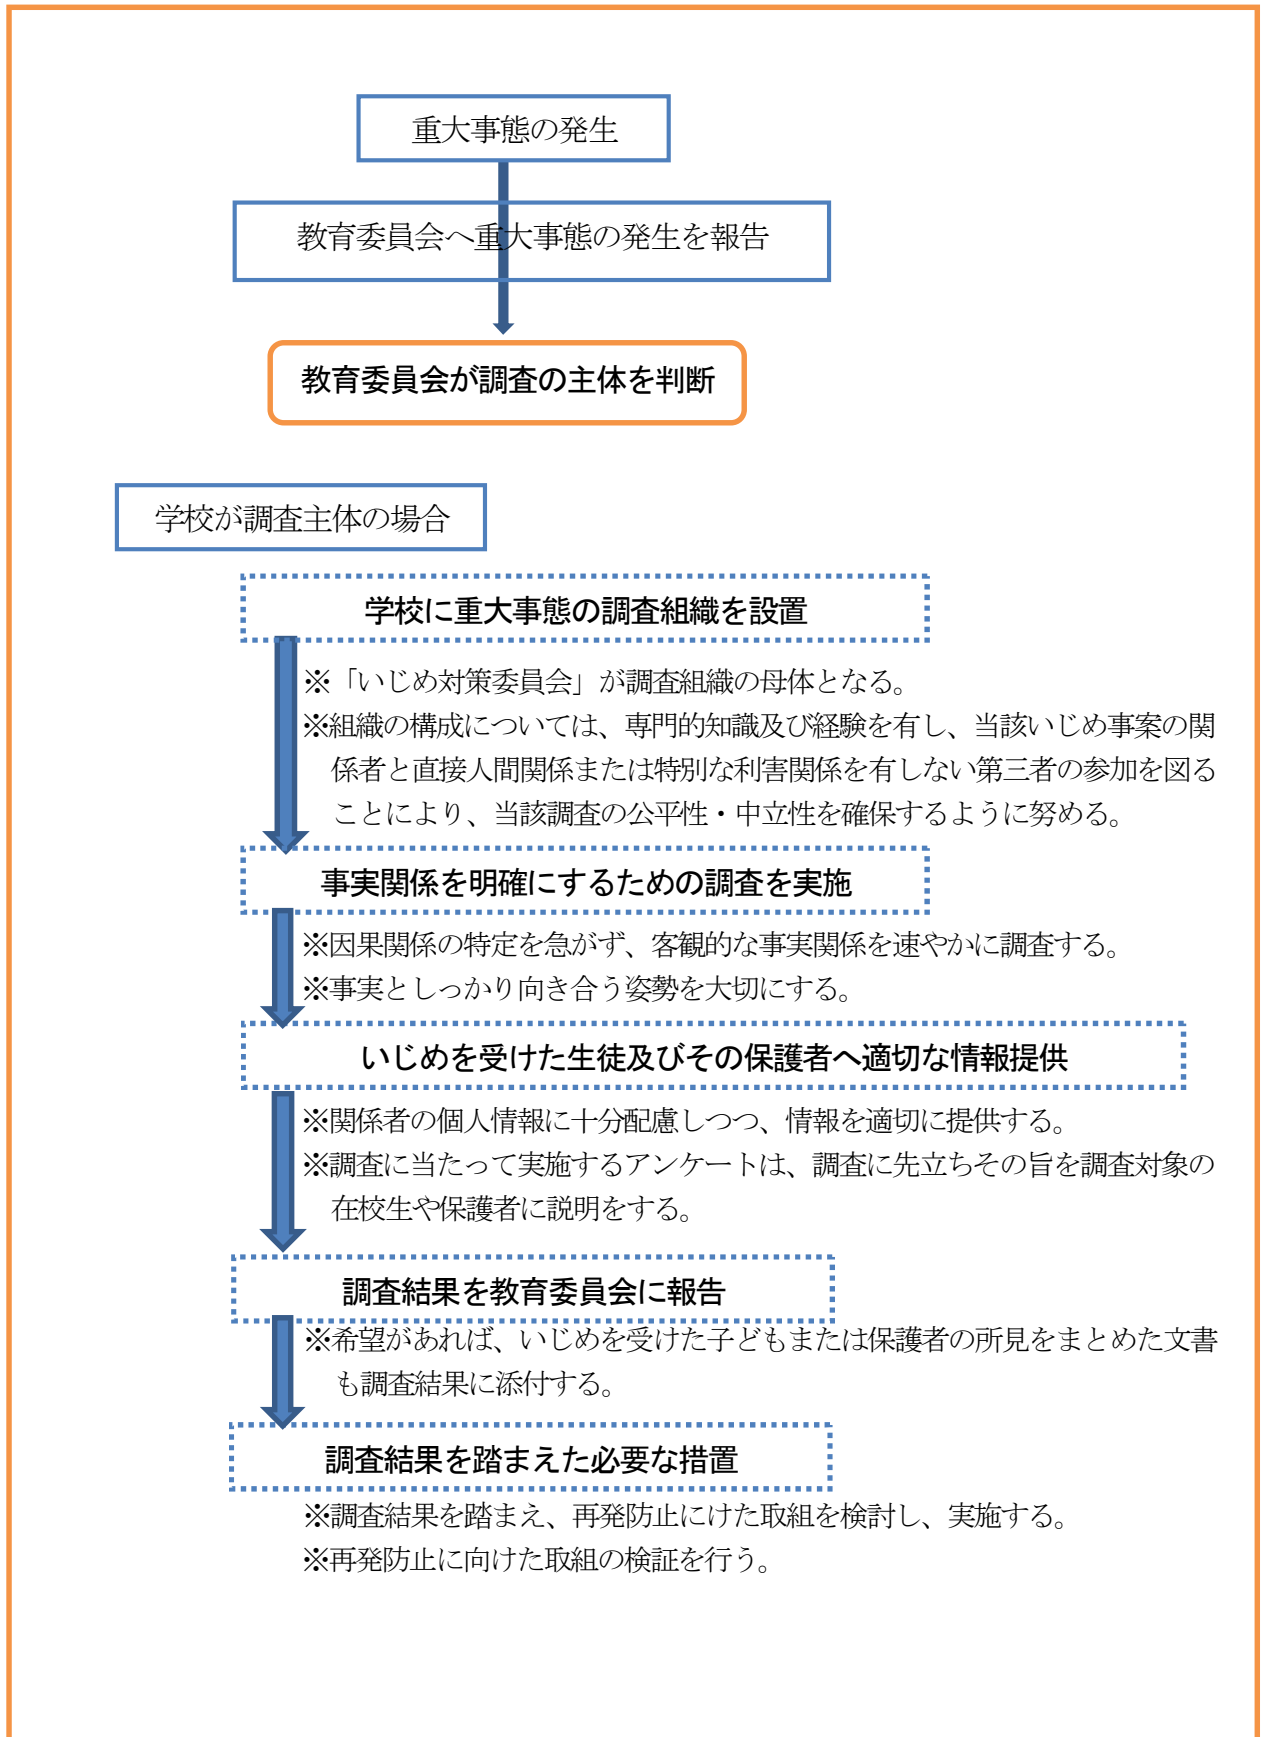 重大事態の発生
教育委員会へ重大事態の発生を報告
教育委員会が調査の主体を判断
学校が調査主体の場合
学校に重大事態の調査組織を設置
※「いじめ対策委員会」が調査組織の母体となる。
※組織の構成については、専門的知識及び経験を有し、当該いじめ事案の関
係者と直接人間関係または特別な利害関係を有しない第三者の参加を図る
ことにより、当該調査の公平性・中立性を確保するように努める。
事実関係を明確にするための調査を実施
※因果関係の特定を急がず、客観的な事実関係を速やかに調査する。
※事実としっかり向き合う姿勢を大切にする。
いじめを受けた生徒及びその保護者へ適切な情報提供
※関係者の個人情報に十分配慮しつつ、情報を適切に提供する。
※調査に当たって実施するアンケートは、調査に先立ちその旨を調査対象の
在校生や保護者に説明をする。
調査結果を教育委員会に報告
※希望があれば、いじめを受けた子どもまたは保護者の所見をまとめた文書
も調査結果に添付する。
調査結果を踏まえた必要な措置
※調査結果を踏まえ、再発防止にけた取組を検討し、実施する。
※再発防止に向けた取組の検証を行う。